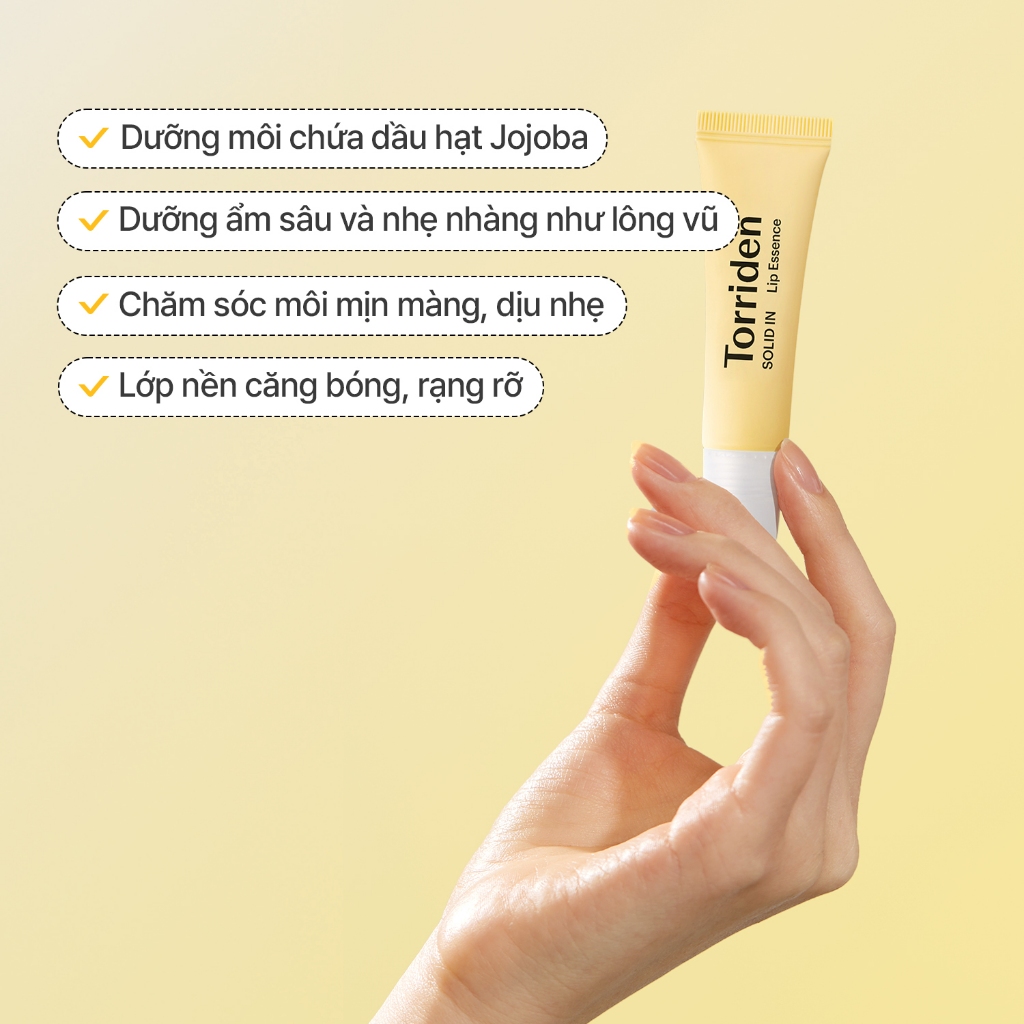 Dưỡng môi chứa dầu hạt Jojoba
Dưỡng ẩm sâu và nhẹ nhàng như lông vũ
Chăm sóc môi mịn màng, dịu nhẹ
Lớp nền căng bóng, rạng rỡ
Torriden
SOLID IN Lip Essence